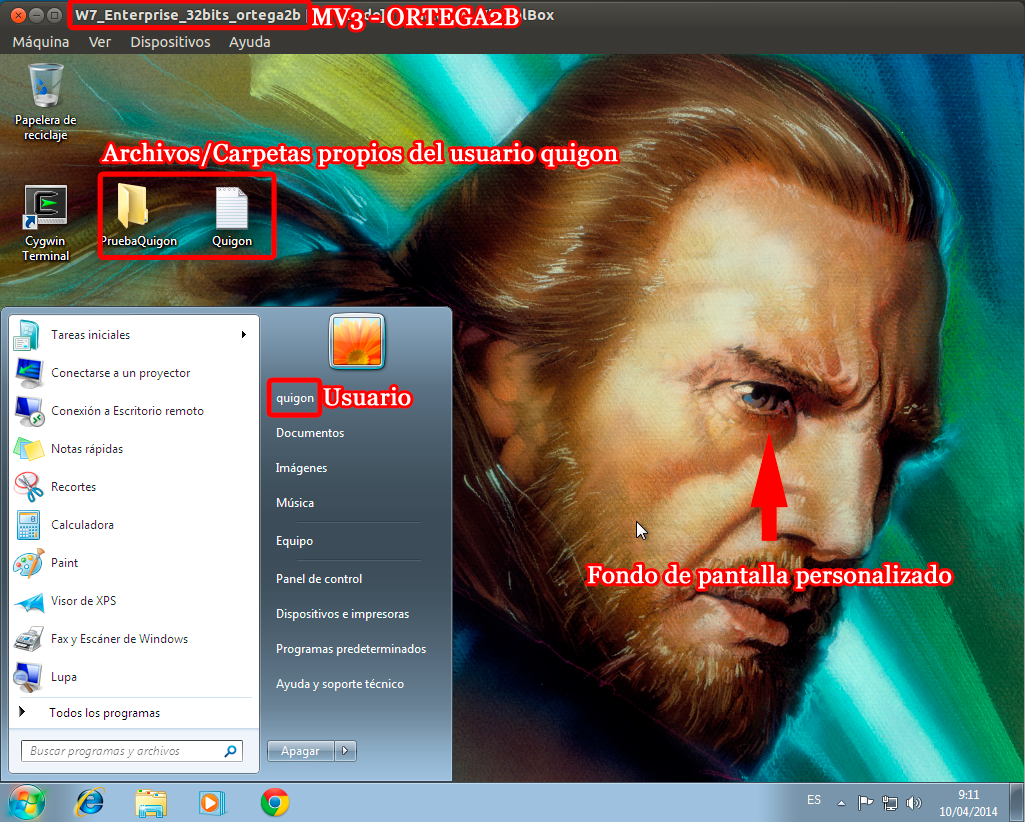 W7_Enterprise_32bits_ortega2b
MV3 - ORTEGA2B
elBox
Máquina Ver Dispositivos Ayuda
Papelera de
reciclaje
Archivos/Carpetas propios del usuario quigon
Cygwin
Terminal
PruebaQuigon
Quigon
Tareas iniciales
Conectarse a un proyector
Conexión a Escritorio remoto
Notas rápidas
Recortes
Calculadora
Paint
Visor de XPS
Fax y Escáner de Windows
Lupa
Todos los programas
Buscar programas y archivos
quigon
Usuario
Documentos
Imágenes
Música
Equipo
Panel de control
Dispositivos e impresoras
Programas predeterminados
Ayuda y soporte técnico
Apagar
Fondo de pantalla personalizado
ES
9:11
10/04/2014